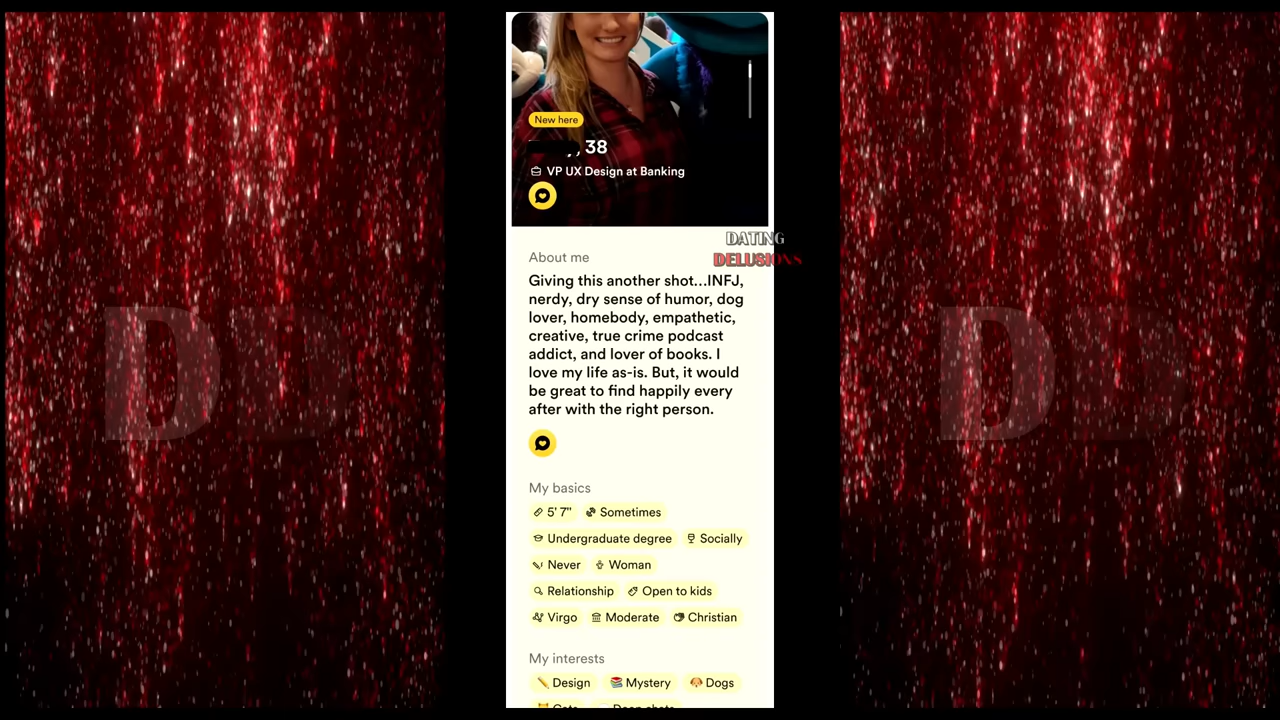 New here
, 38
VP UX Design at Banking
DATING
DELUSIONS
About me
Giving this another shot...INFJ,
nerdy, dry sense of humor, dog
lover, homebody, empathetic,
creative, true crime podcast
addict, and lover of books. I
love my life as-is. But, it would
be great to find happily every
after with the right person.
My basics
5' 7" Sometimes
Undergraduate degree Socially
Never Woman
Relationship Open to kids
Virgo Moderate Christian
My interests
Design Mystery Dogs
Cats Deep chats
D D
D D